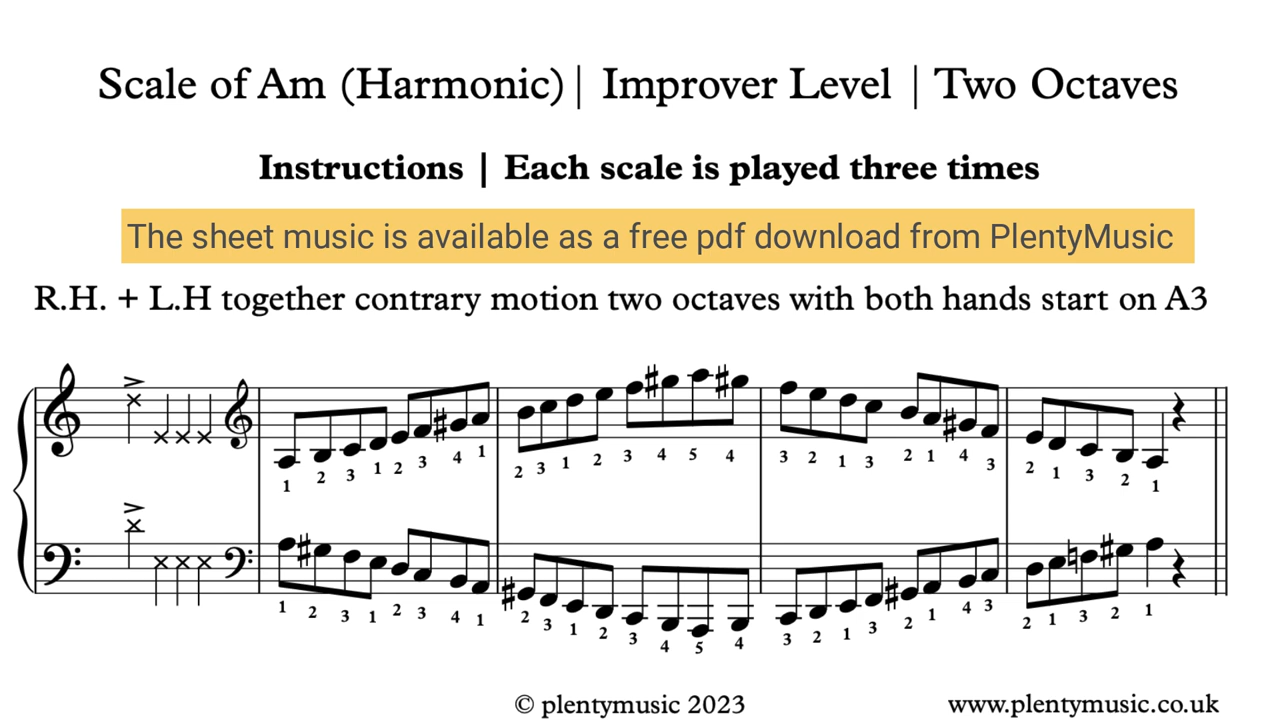 Scale of Am (Harmonic) | Improver Level | Two Octaves
Instructions | Each scale is played three times
The sheet music is available as a free pdf download from PlentyMusic
R.H. + L.H together contrary motion two octaves with both hands start on A3
1 2 3 1 2 3 4 1 2 3 1 2 3 4 5 4 3 2 1 3 2 1 4 3 2 1 3 2 1
1 2 3 1 2 3 4 1 2 3 1 2 3 4 5 4 3 2 1 3 2 1 4 3 2 1 3 2 1
© plentymusic 2023 www.plentymusic.co.uk